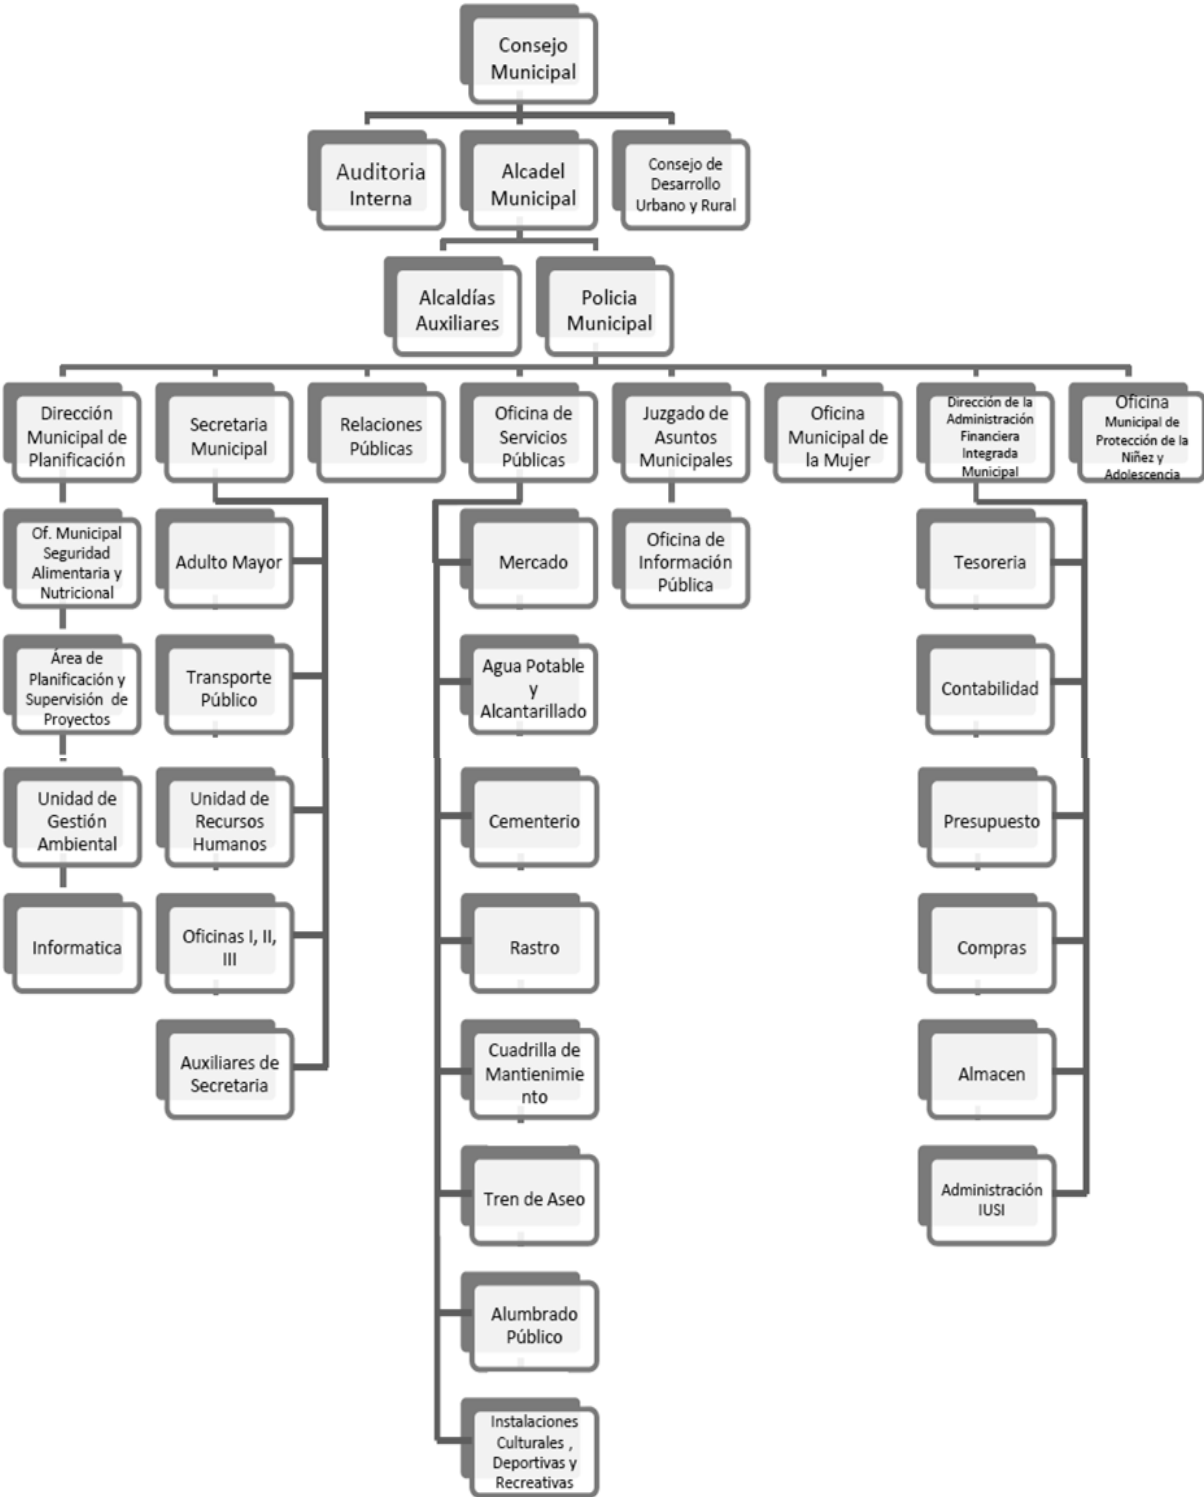 Consejo
Municipal
Auditoria
Interna
Alcadel
Municipal
Consejo de
Desarrollo
Urbano y Rural
Alcaldías
Auxiliares
Policia
Municipal
Dirección
Municipal de
Planificación
Secretaria
Municipal
Relaciones
Públicas
Oficina de
Servicios
Públicas
Juzgado de
Asuntos
Municipales
Oficina
Municipal de
la Mujer
Dirección de la
Administración
Financiera
Integrada
Municipal
Oficina
Municipal de
Protección de la
Niñez y
Adolescencia
Of. Municipal
Seguridad
Alimentaria y
Nutricional
Adulto Mayor
Mercado
Oficina de
Información
Pública
Tesoreria
Área de
Planificación y
Supervisión de
Proyectos
Transporte
Público
Agua Potable
y
Alcantarillado
Contabilidad
Unidad de
Gestión
Ambiental
Unidad de
Recursos
Humanos
Cementerio
Presupuesto
Informatica
Oficinas I, II,
III
Rastro
Compras
Auxiliares de
Secretaria
Cuadrilla de
Mantenimie
nto
Almacen
Tren de Aseo
Administración
IUSI
Alumbrado
Público
Instalaciones
Culturales ,
Deportivas y
Recreativas